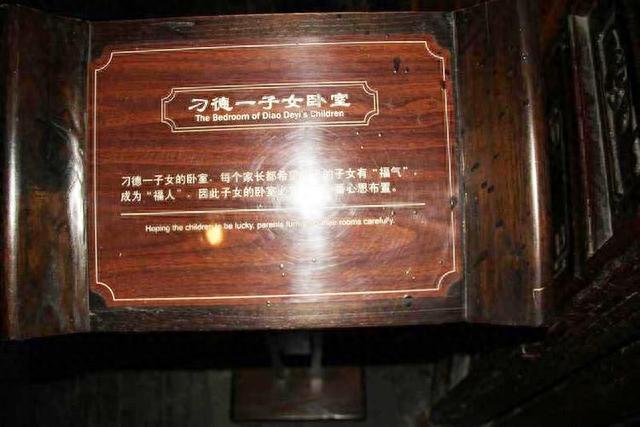 刁德一子女卧室
The Bedroom of Diao Deyi's Children
刁德一子女的卧室，每个家长都希望的子女有“福气”，
成为“福人”，因此子女的卧室必番心思布置。
Hoping the children to be lucky, parents their rooms carefully.